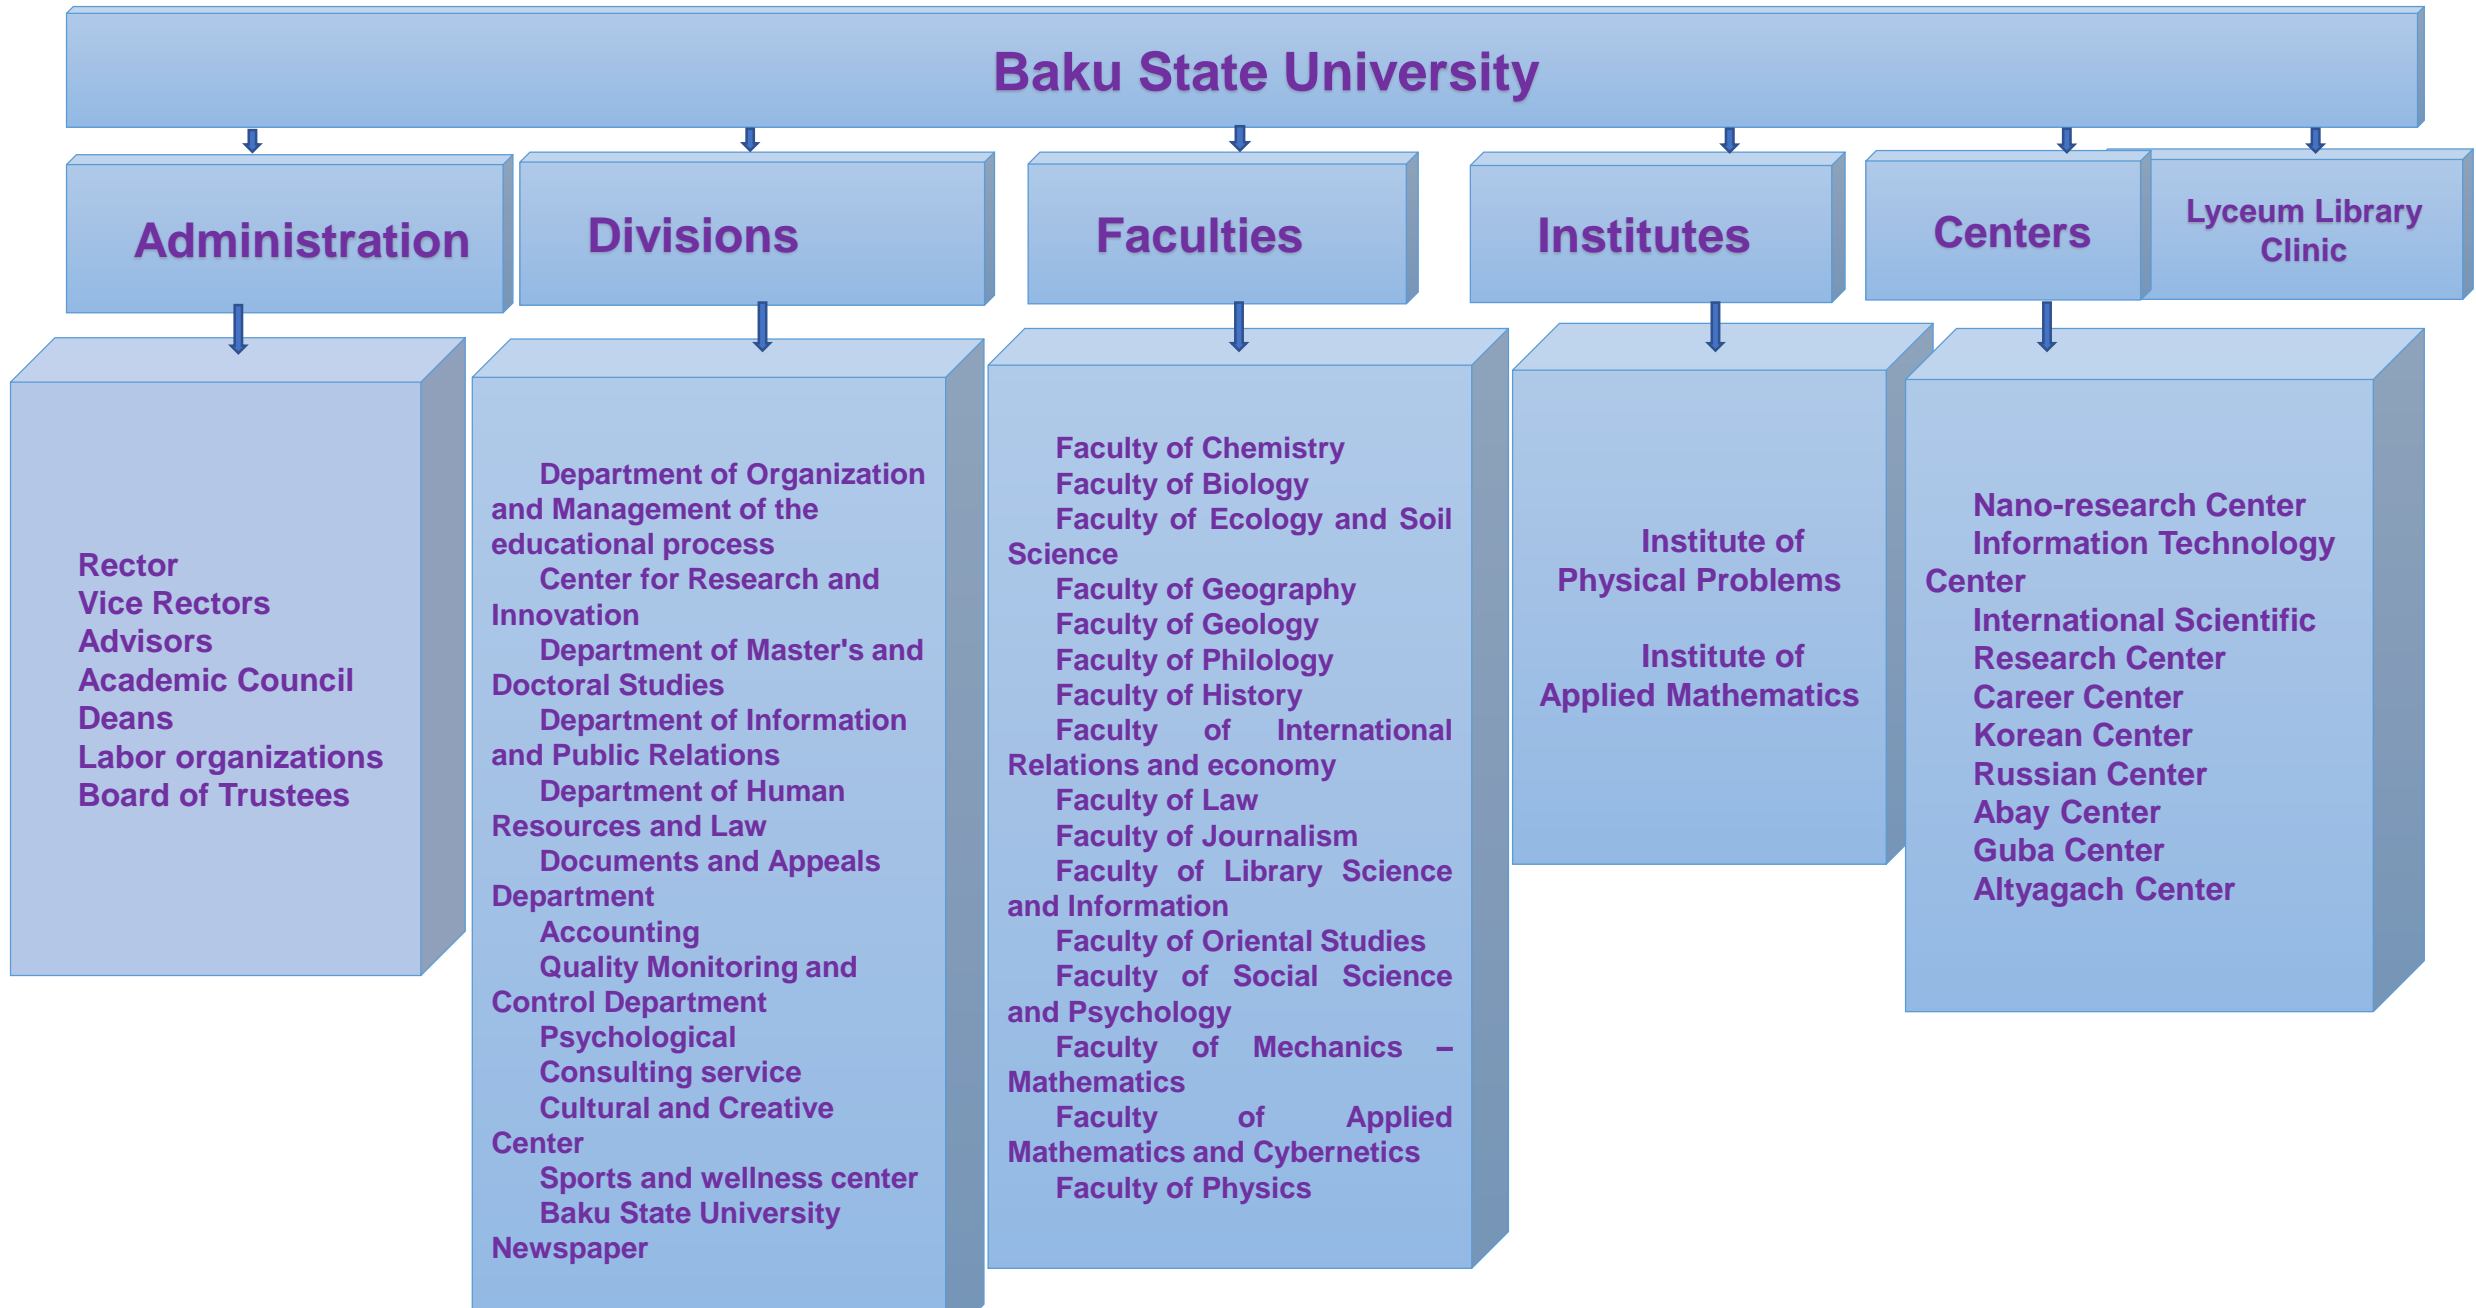 Baku State University
Administration
Divisions
Faculties
Institutes
Centers
Lyceum Library
Clinic
Rector
Vice Rectors
Advisors
Academic Council
Deans
Labor organizations
Board of Trustees
Department of Organization
and Management of the
educational process
Center for Research and
Innovation
Department of Master's and
Doctoral Studies
Department of Information
and Public Relations
Department of Human
Resources and Law
Documents and Appeals
Department
Accounting
Quality Monitoring and
Control Department
Psychological
Consulting service
Cultural and Creative
Center
Sports and wellness center
Baku State University
Newspaper
Faculty of Chemistry
Faculty of Biology
Faculty of Ecology and Soil
Science
Faculty of Geography
Faculty of Geology
Faculty of Philology
Faculty of History
Faculty of International
Relations and economy
Faculty of Law
Faculty of Journalism
Faculty of Library Science
and Information
Faculty of Oriental Studies
Faculty of Social Science
and Psychology
Faculty of Mechanics –
Mathematics
Faculty of Applied
Mathematics and Cybernetics
Faculty of Physics
Institute of
Physical Problems
Institute of
Applied Mathematics
Nano-research Center
Information Technology
Center
International Scientific
Research Center
Career Center
Korean Center
Russian Center
Abay Center
Guba Center
Altyagach Center